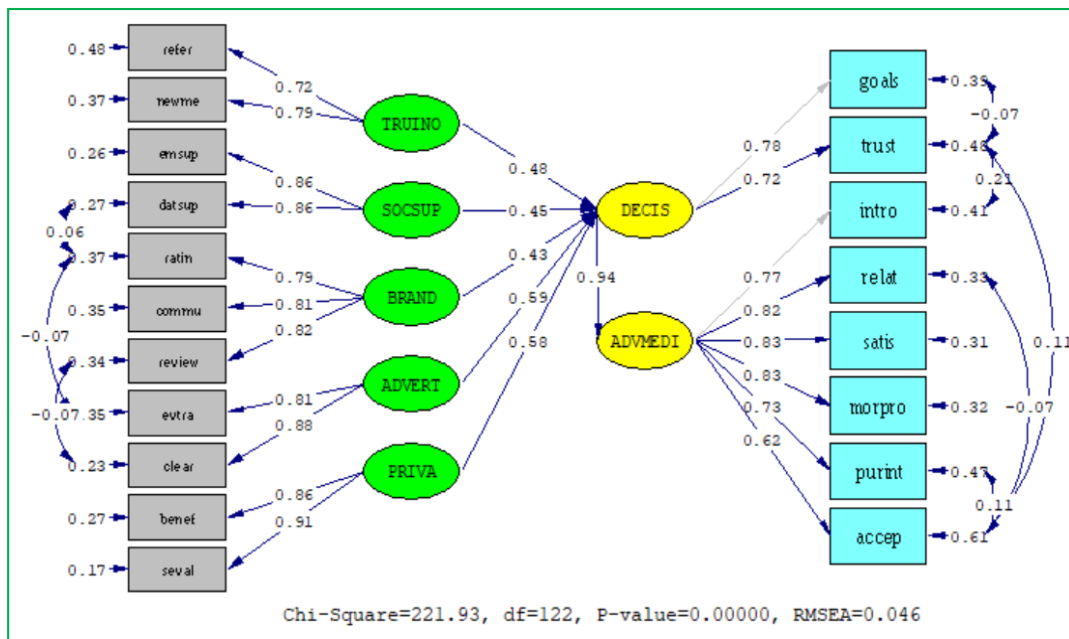 0.48 refer
0.37 newme
0.26 emsup
0.27 datsup
0.06
0.37 ratin
0.35 commu
-0.07
0.34 review
-0.07
0.35 evtra
0.23 clear
0.27 benef
0.17 seval
0.72
0.79
0.86
0.86
0.79
0.81
0.82
0.81
0.88
0.86
0.91
TRUINO
SOCSUP
BRAND
ADVERT
PRIVA
0.48
0.45
0.43
0.59
0.58
DECIS
0.94
ADVMEDI
0.78
0.72
0.77
0.82
0.83
0.83
0.73
0.62
goals 0.39
-0.07
trust 0.48
0.21
intro 0.41
relat 0.33
0.11
satis 0.31
morpro 0.32
-0.07
purint 0.47
0.11
accep 0.61
Chi-Square=221.93, df=122, P-value=0.00000, RMSEA=0.046